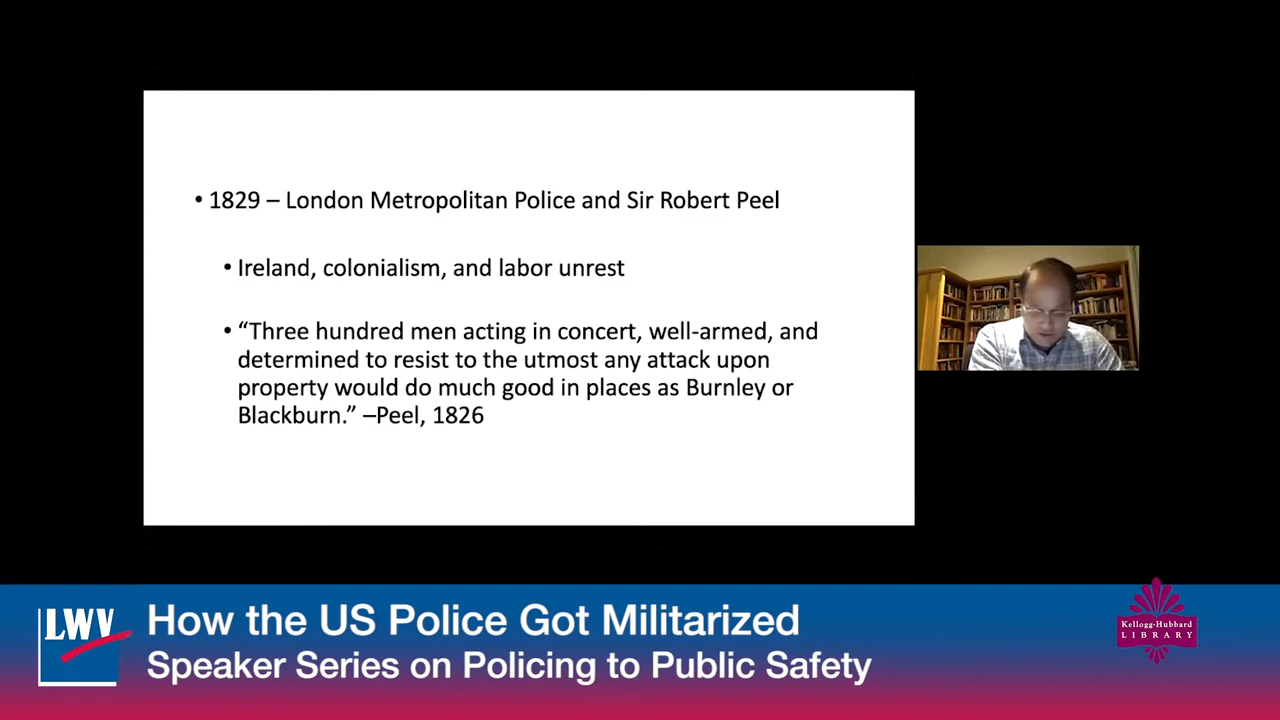 • 1829 – London Metropolitan Police and Sir Robert Peel
• Ireland, colonialism, and labor unrest
• “Three hundred men acting in concert, well-armed, and
determined to resist to the utmost any attack upon
property would do much good in places as Burnley or
Blackburn.” –Peel, 1826
LWV
How the US Police Got Militarized
Speaker Series on Policing to Public Safety
Kellogg-Hubbard
LIBRARY